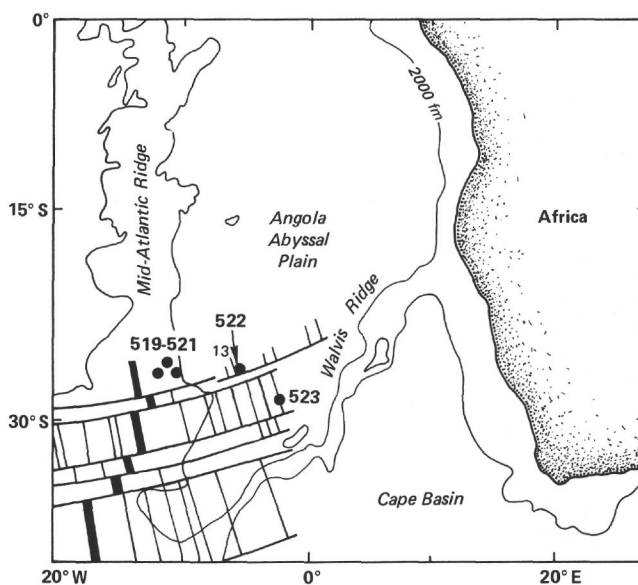 0°
2000 fm
Mid-Atlantic Ridge
15°S
Angola
Abyssal
Plain
Africa
Walvis Ridge
519-521
522
13
523
30°S
Cape Basin
20°W
0°
20°E